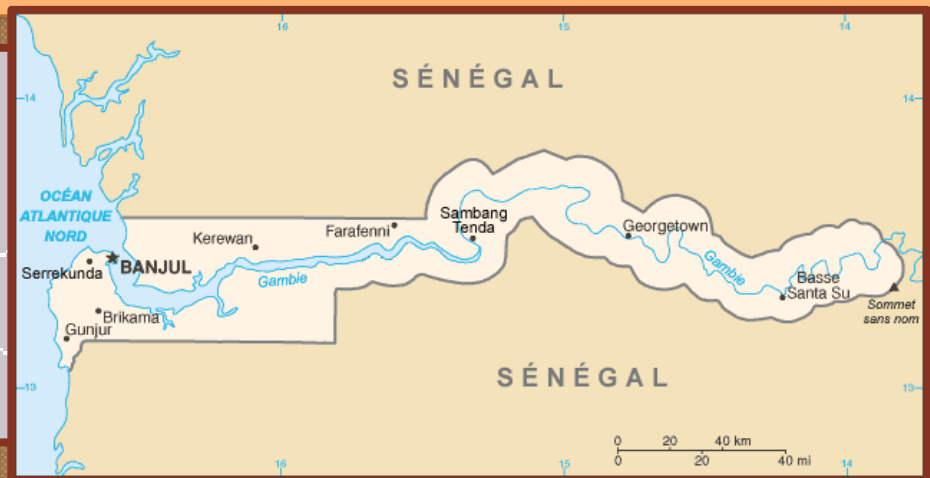 16 15 14
SÉNÉGAL
14 14
OCÉAN
ATLANTIQUE
NORD
Sambang
Tenda
Georgetown
Farafenni
Kerewan
BANJUL
Serrekunda
Gambie
Gambie
Basse
Santa Su
Sommet
sans nom
Brikama
Gunjur
SÉNÉGAL
13 13
0 20 40 km
0 20 40 mi
16 15 14